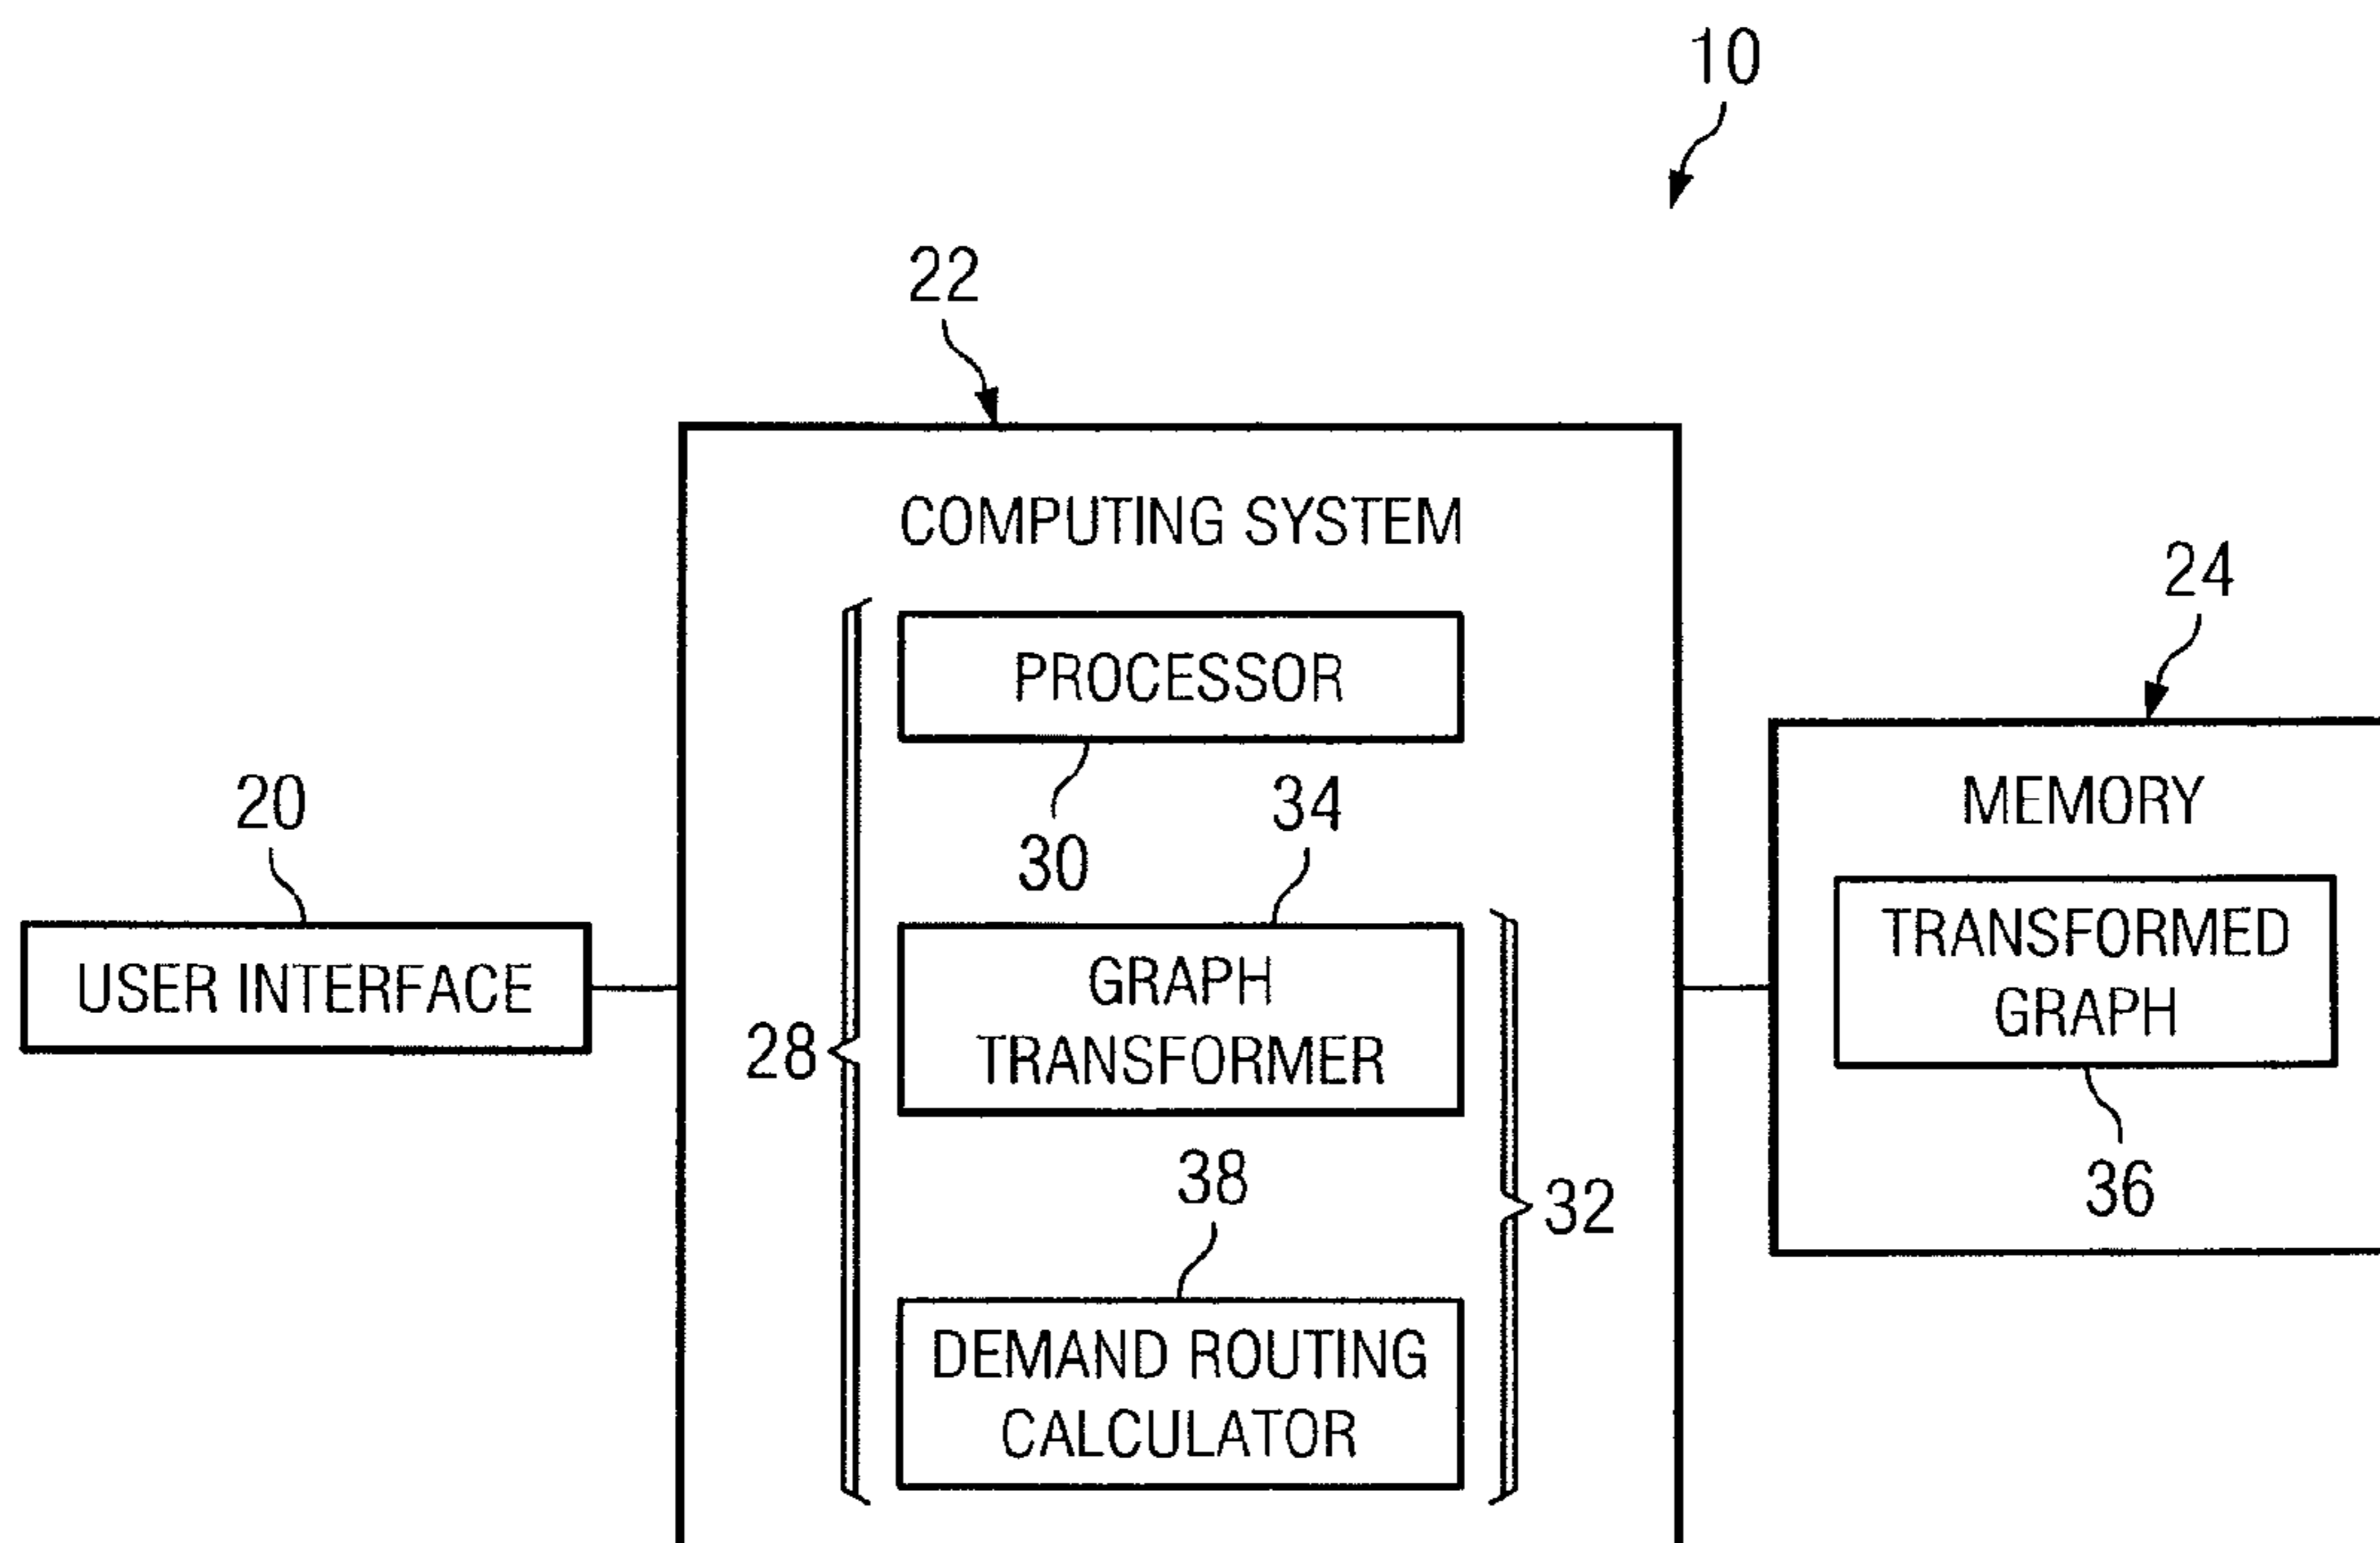 10
22
COMPUTING SYSTEM
24
PROCESSOR
20
34
MEMORY
30
USER INTERFACE
GRAPH
TRANSFORMER
TRANSFORMED
GRAPH
28
38
32
36
DEMAND ROUTING
CALCULATOR